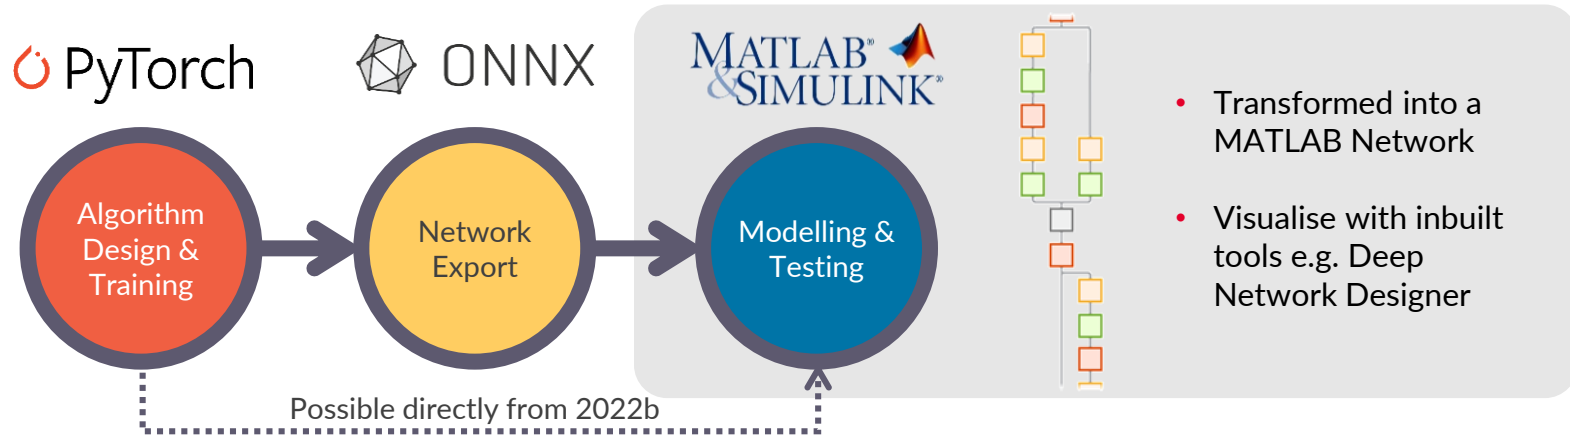 PyTorch
ONNX
MATLAB®
&SIMULINK®
Algorithm
Design &
Training
Network
Export
Modelling &
Testing
• Transformed into a
MATLAB Network
• Visualise with inbuilt
tools e.g. Deep
Network Designer
Possible directly from 2022b